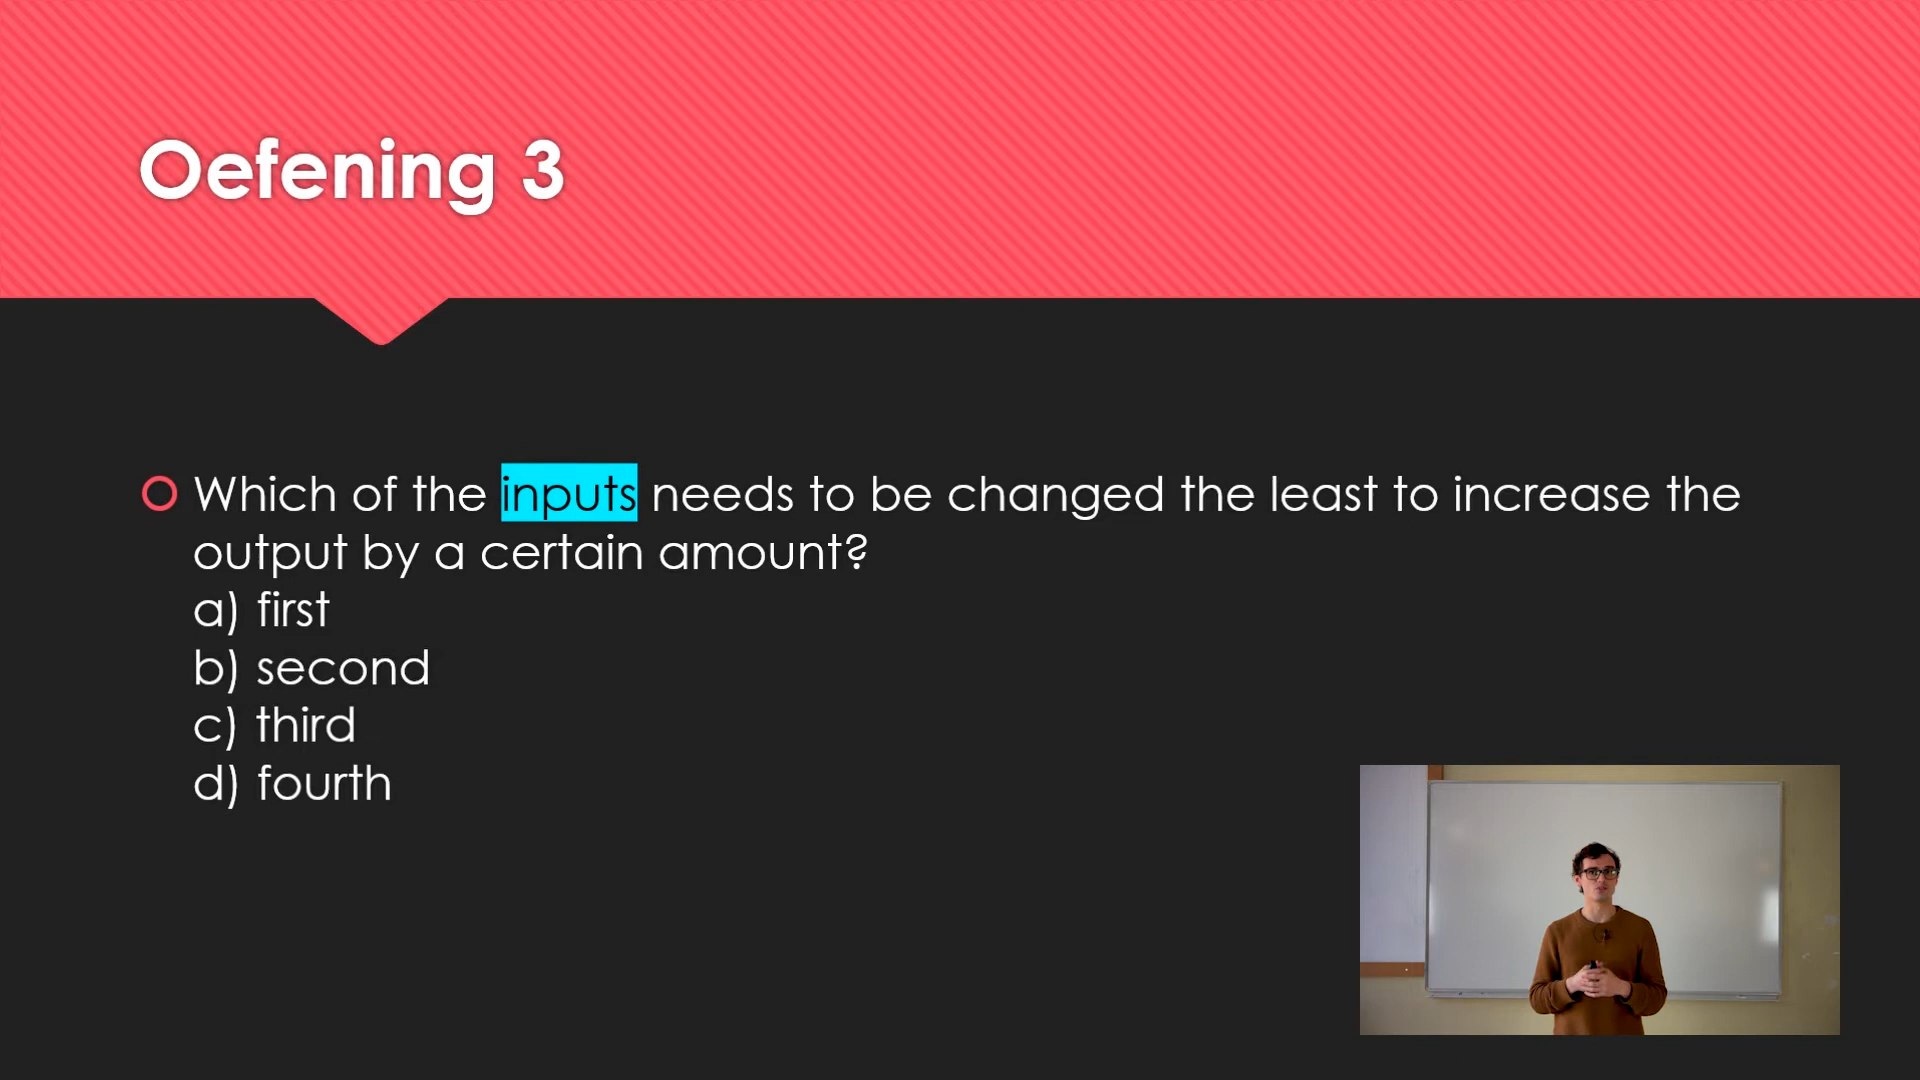 Oefening 3
Which of the inputs needs to be changed the least to increase the
output by a certain amount?
a) first
b) second
c) third
d) fourth